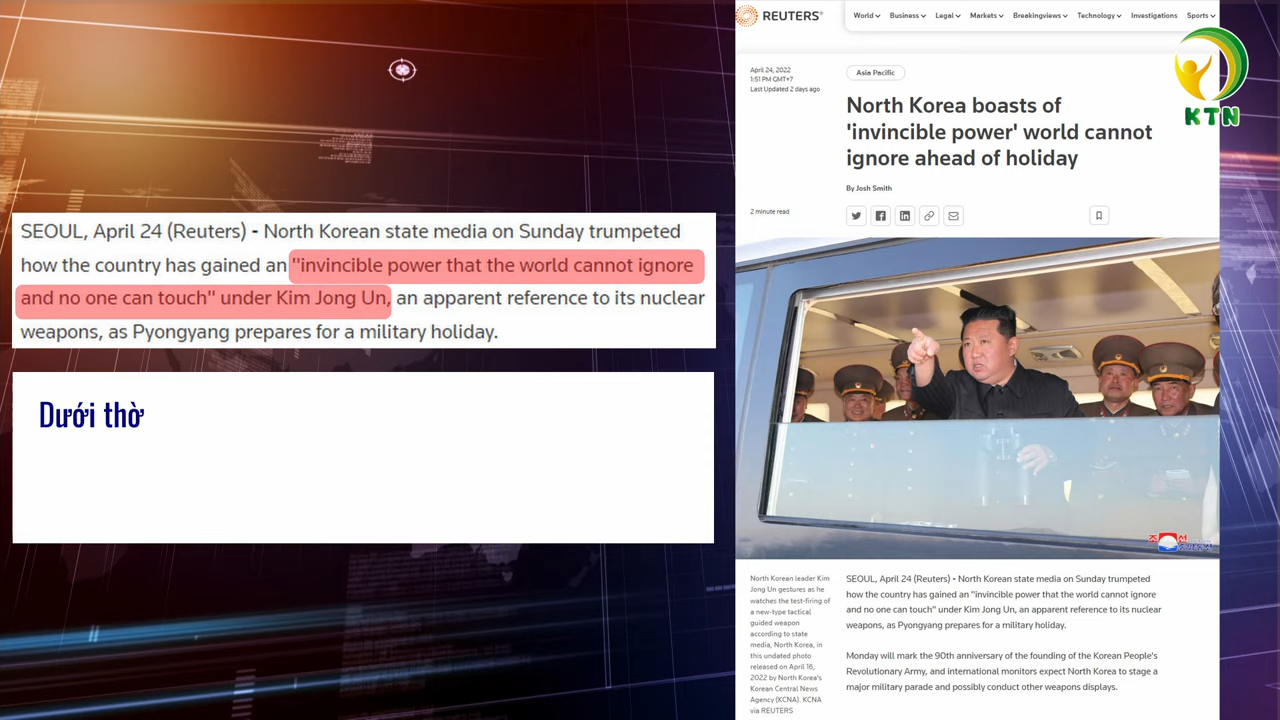 SEOUL, April 24 (Reuters) - North Korean state media on Sunday trumpeted
how the country has gained an "invincible power that the world cannot ignore
and no one can touch" under Kim Jong Un, an apparent reference to its nuclear
weapons, as Pyongyang prepares for a military holiday.
Dưới thờ
REUTERS®
World Business Legal Markets Breakingviews Technology Investigations Sports
KTN
April 24, 2022
1:51 PM GMT+7
Last Updated 2 days ago
Asia Pacific
North Korea boasts of
'invincible power' world cannot
ignore ahead of holiday
By Josh Smith
2 minute read
North Korean leader Kim
Jong Un gestures as he
watches the test-firing of
a new-type tactical
guided weapon
according to state
media, North Korea, in
this undated photo
released on April 16,
2022 by North Korea's
Korean Central News
Agency (KCNA). KCNA
via REUTERS
SEOUL, April 24 (Reuters) - North Korean state media on Sunday trumpeted
how the country has gained an "invincible power that the world cannot ignore
and no one can touch" under Kim Jong Un, an apparent reference to its nuclear
weapons, as Pyongyang prepares for a military holiday.
Monday will mark the 90th anniversary of the founding of the Korean People's
Revolutionary Army, and international monitors expect North Korea to stage a
major military parade and possibly conduct other weapons displays.